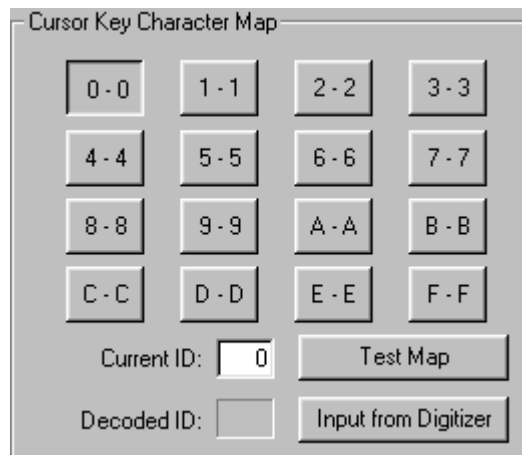 Cursor Key Character Map
0 - 0 1 - 1 2 - 2 3 - 3
4 - 4 5 - 5 6 - 6 7 - 7
8 - 8 9 - 9 A - A B - B
C - C D - D E - E F - F
Current ID: 0 Test Map
Decoded ID: Input from Digitizer